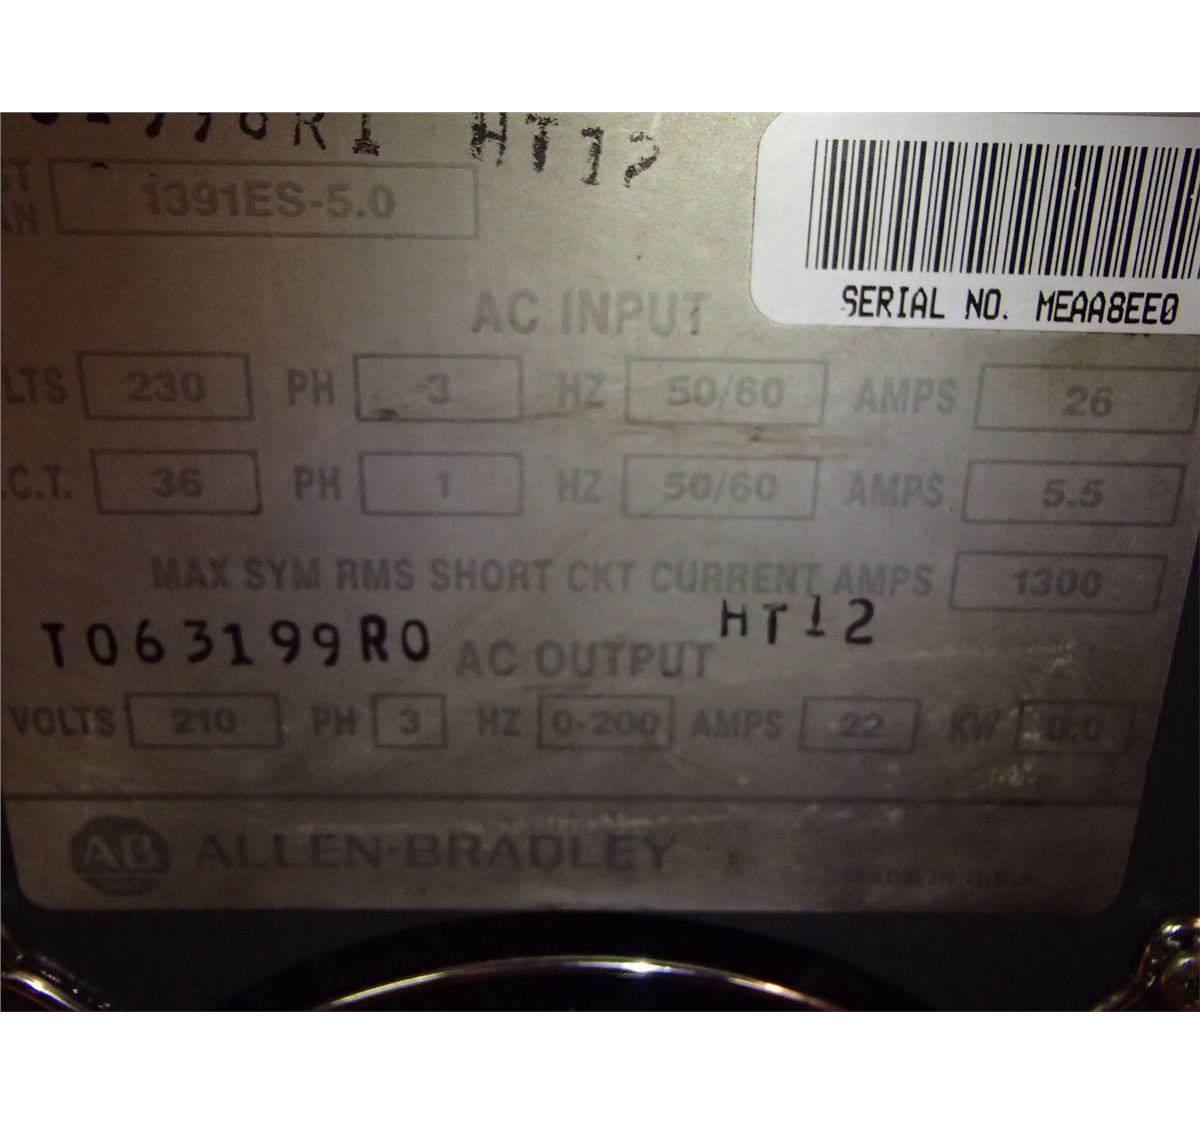 998R1 HT12
1391ES-5.0
SERIAL NO. MEAA8EE0
AC INPUT
LTS 230 PH 3 HZ 50/60 AMPS 26
.C.T. 36 PH 1 HZ 50/60 AMPS 5.5
MAX SYM RMS SHORT CKT CURRENT AMPS 1300
T063199R0 HT12
AC OUTPUT
VOLTS 210 PH 3 HZ 0-200 AMPS 22 KW
AB ALLEN-BRADLEY
MADE IN U.S.A.